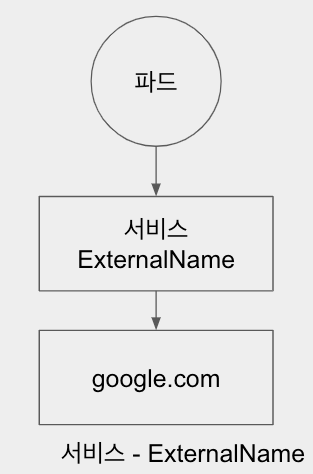 파드
서비스
ExternalName
google.com
서비스 - ExternalName